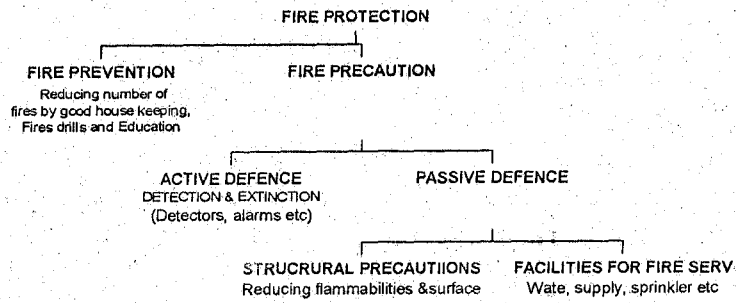 FIRE PROTECTION
FIRE PREVENTION
Reducing number of
fires by good house keeping,
Fires drills and Education
FIRE PRECAUTION
ACTIVE DEFENCE
DETECTION & EXTINCTION
(Detectors, alarms etc)
PASSIVE DEFENCE
STRUCRURAL PRECAUTIIONS
Reducing flammabilities &surface
FACILITIES FOR FIRE SERV
Wate, supply, sprinkler etc